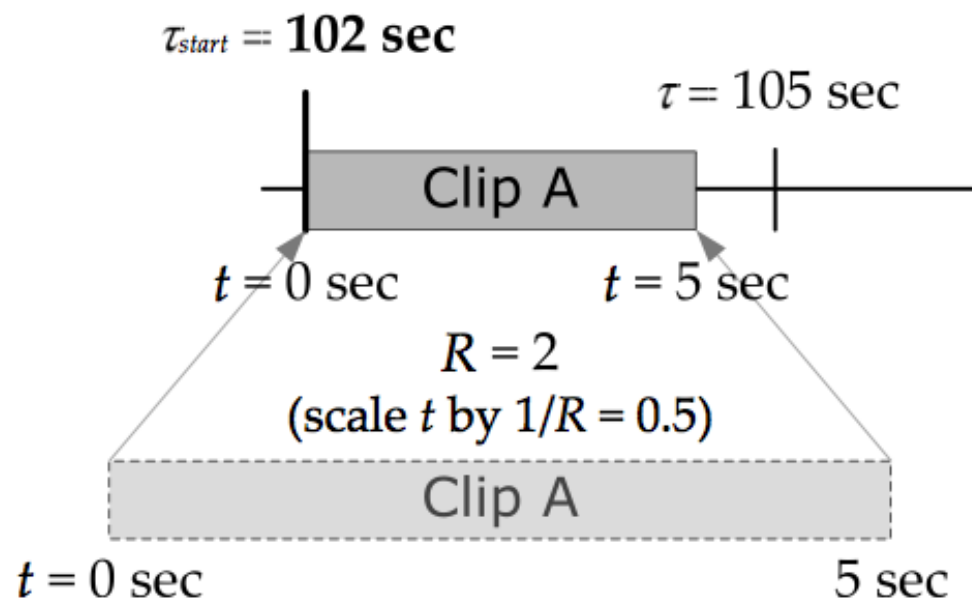 τstart = 102 sec
τ = 105 sec
Clip A
t = 0 sec
t = 5 sec
R = 2
(scale t by 1/R = 0.5)
Clip A
t = 0 sec
5 sec